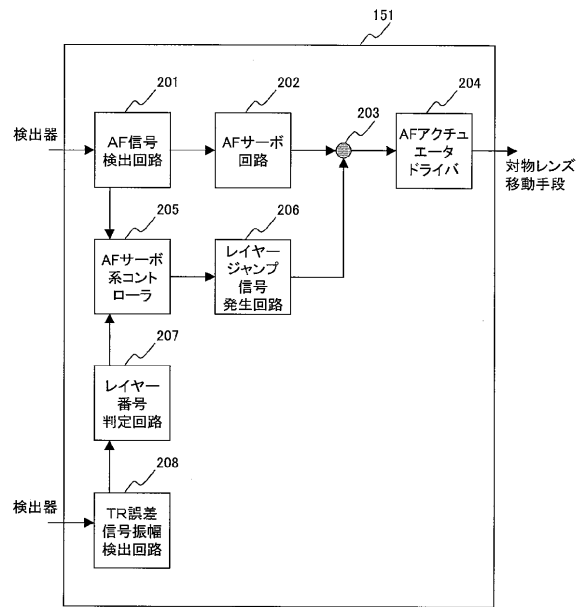 151
201
202
203
204
検出器
AF信号
検出回路
AFサーボ
回路
AFアクチュ
エータ
ドライバ
対物レンズ
移動手段
205
206
AFサーボ
系コント
ローラ
レイヤー
ジャンプ
信号
発生回路
207
レイヤー
番号
判定回路
208
検出器
TR誤差
信号振幅
検出回路